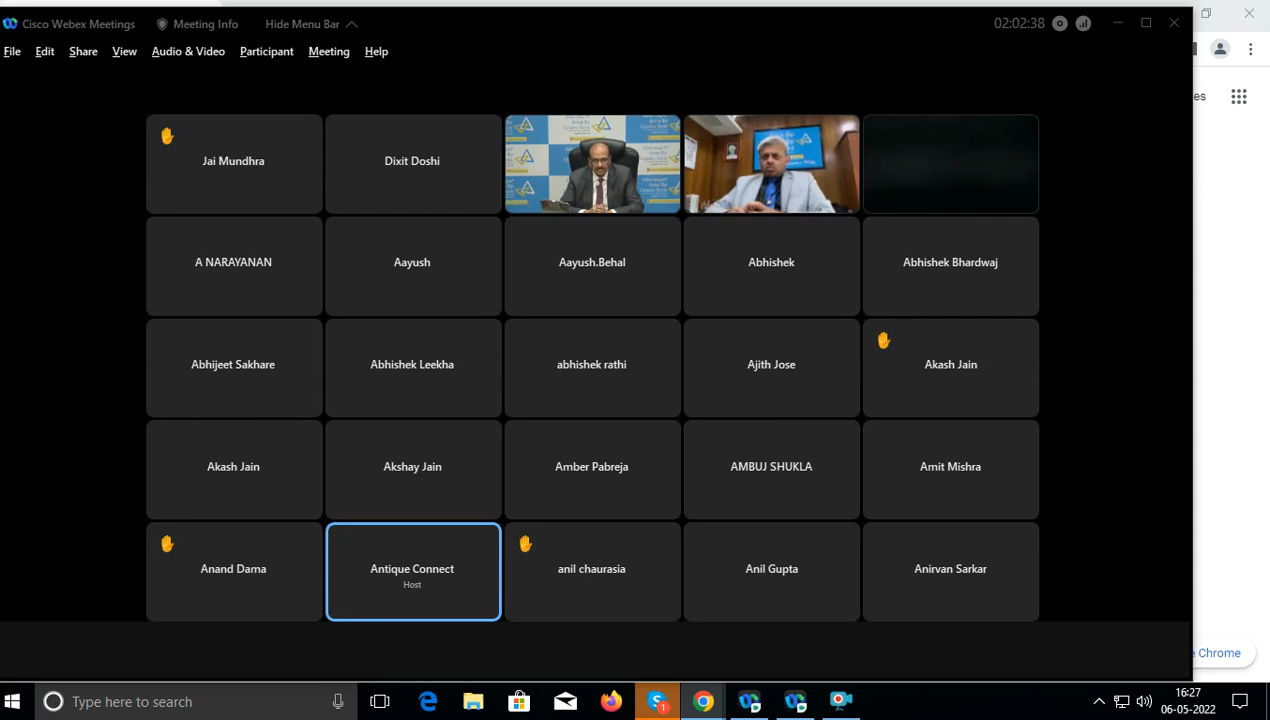 Cisco Webex Meetings
Meeting Info
Hide Menu Bar
02:02:38
File Edit Share View Audio & Video Participant Meeting Help
es
Jai Mundhra
Dixit Doshi
A NARAYANAN
Aayush
Aayush.Behal
Abhishek
Abhishek Bhardwaj
Abhijeet Sakhare
Abhishek Leekha
abhishek rathi
Ajith Jose
Akash Jain
Akash Jain
Akshay Jain
Amber Pabreja
AMBUJ SHUKLA
Amit Mishra
Anand Dama
Antique Connect
Host
anil chaurasia
Anil Gupta
Anirvan Sarkar
e Chrome
Type here to search
1
16:27
06-05-2022